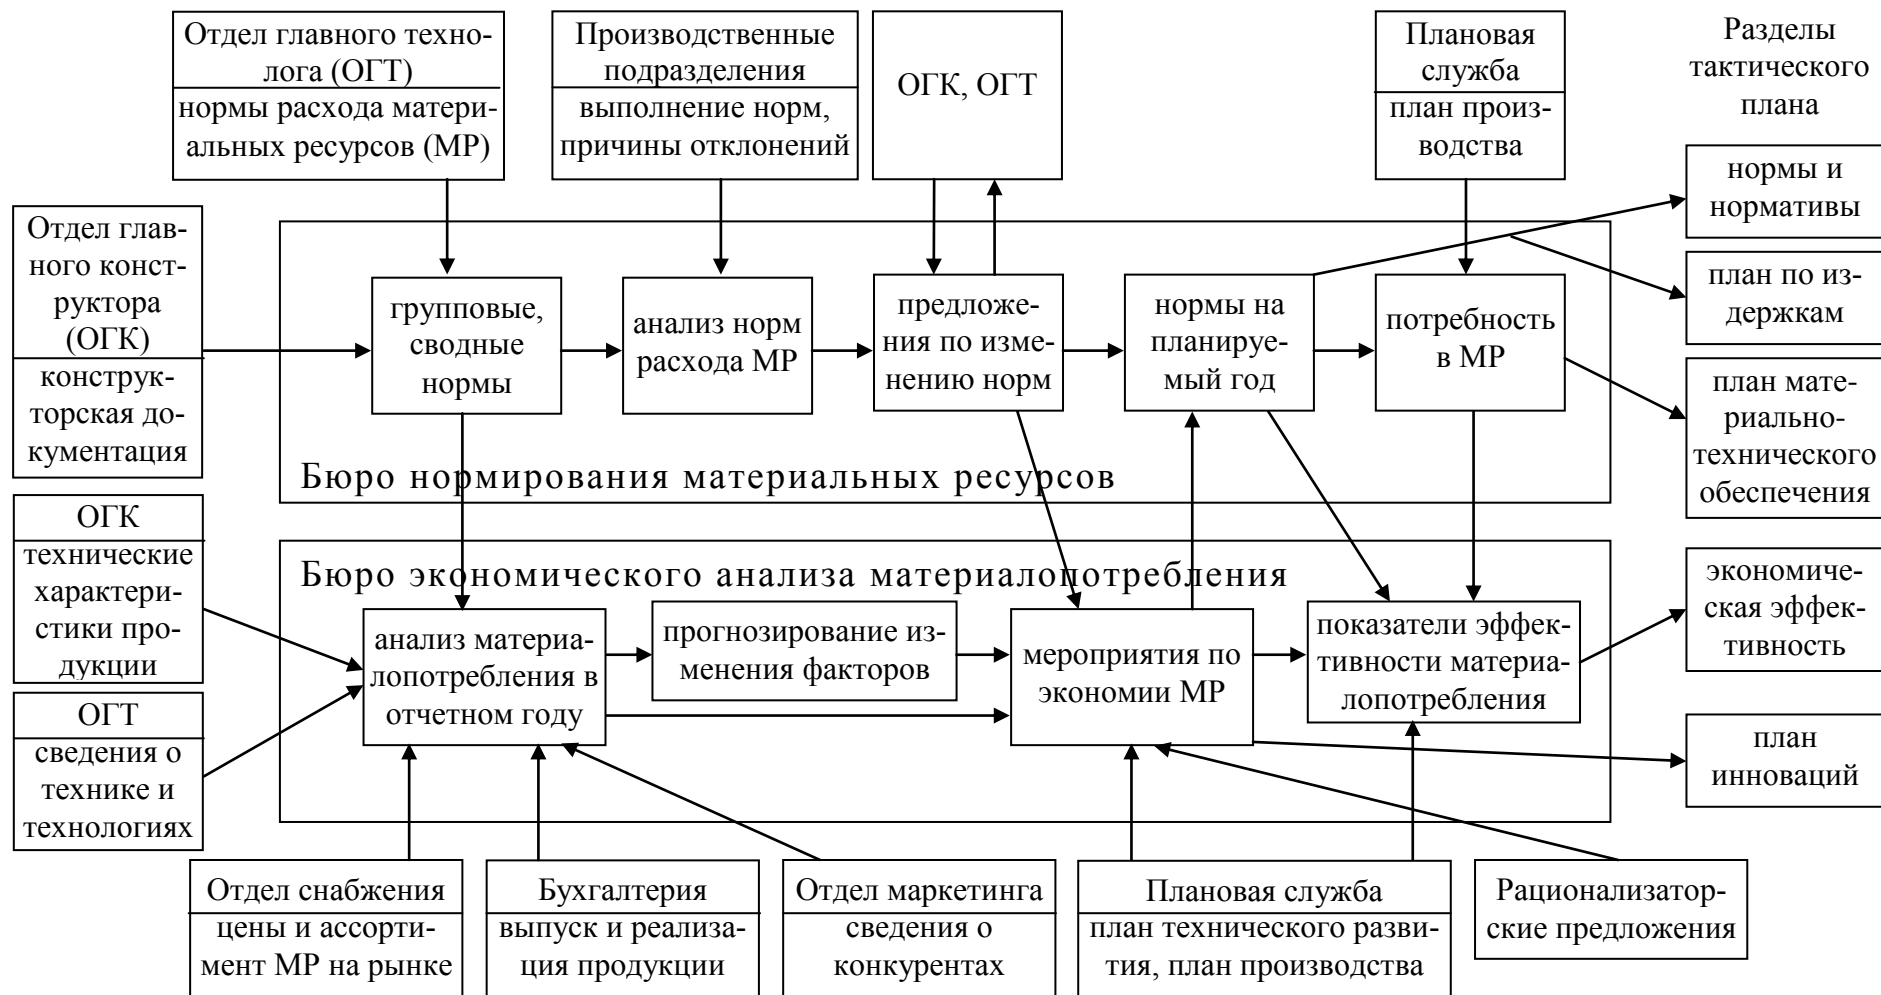 Отдел главного техно-
лога (ОГТ)
нормы расхода матери-
альных ресурсов (МР)
Производственные
подразделения
выполнение норм,
причины отклонений
ОГК, ОГТ
Плановая
служба
план произ-
водства
Разделы
тактического
плана
Отдел глав-
ного конст-
руктора
(ОГК)
конструк-
торская до-
кументация
групповые,
сводные
нормы
анализ норм
расхода МР
предложе-
ния по изме-
нению норм
нормы на
планируе-
мый год
потребность
в МР
Бюро нормирования материальных ресурсов
нормы и
нормативы
план по из-
держкам
план мате-
риально-
технического
обеспечения
ОГК
технические
характери-
стики про-
дукции
ОГТ
сведения о
технике и
технологиях
Бюро экономического анализа материалопотребления
анализ материа-
лопотребления в
отчетном году
прогнозирование из-
менения факторов
мероприятия по
экономии МР
показатели эффек-
тивности материа-
лопотребления
экономиче-
ская эффек-
тивность
план
инноваций
Отдел снабжения
цены и ассорти-
мент МР на рынке
Бухгалтерия
выпуск и реализа-
ция продукции
Отдел маркетинга
сведения о
конкурентах
Плановая служба
план технического разви-
тия, план производства
Рационализатор-
ские предложения